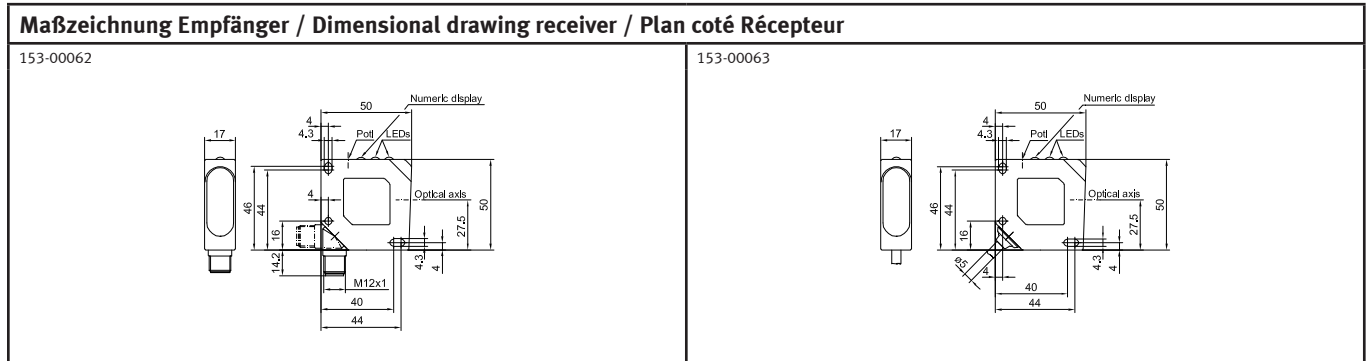 Maßzeichnung Empfänger / Dimensional drawing receiver / Plan coté Récepteur
153-00062
Numeric display
50
4
4.3
Poti
LEDs
17
46
44
4
16
14.2
Optical axis
27.5
50
4.3
4
M12x1
40
44
153-00063
Numeric display
50
4
4.3
Poti
LEDs
17
46
44
16
Optical axis
27.5
50
ø5
4
4.3
4
40
44